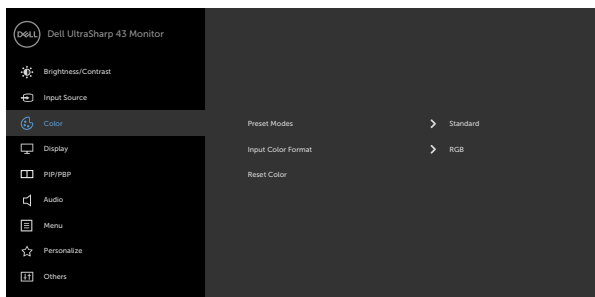 DELL Dell UltraSharp 43 Monitor
Brightness/Contrast
Input Source
Color
Preset Modes Standard
Display
Input Color Format RGB
PIP/PBP
Reset Color
Audio
Menu
Personalize
Others